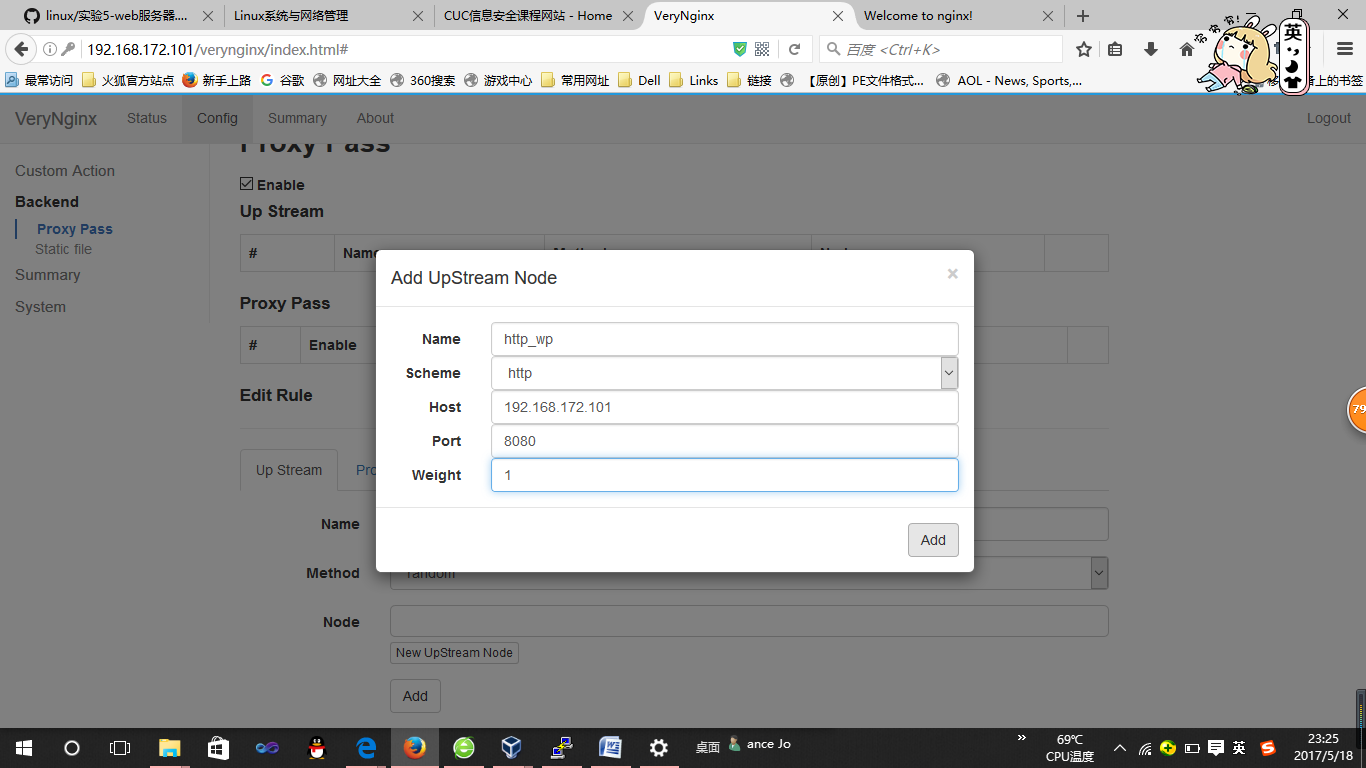 linux/实验5-web服务器....
Linux系统与网络管理
CUC信息安全课程网站 - Home
VeryNginx
Welcome to nginx!
192.168.172.101/verynginx/index.html#
百度 <Ctrl+K>
英
最常访问
火狐官方站点
新手上路
谷歌
网址大全
360搜索
游戏中心
常用网址
Dell
Links
链接
【原创】PE文件格式...
AOL - News, Sports,...
备上的书签
VeryNginx
Status
Config
Summary
About
Logout
Custom Action
Backend
Proxy Pass
Static file
Summary
System
Proxy Pass
Enable
Up Stream
#
Name
Proxy Pass
#
Enable
Edit Rule
Up Stream
Pro
Add UpStream Node
×
Name
http_wp
Scheme
http
Host
192.168.172.101
Port
8080
Weight
1
Add
Name
Method
random
Node
New UpStream Node
Add
79
桌面
ance Jo
69℃
CPU温度
英
23:25
2017/5/18